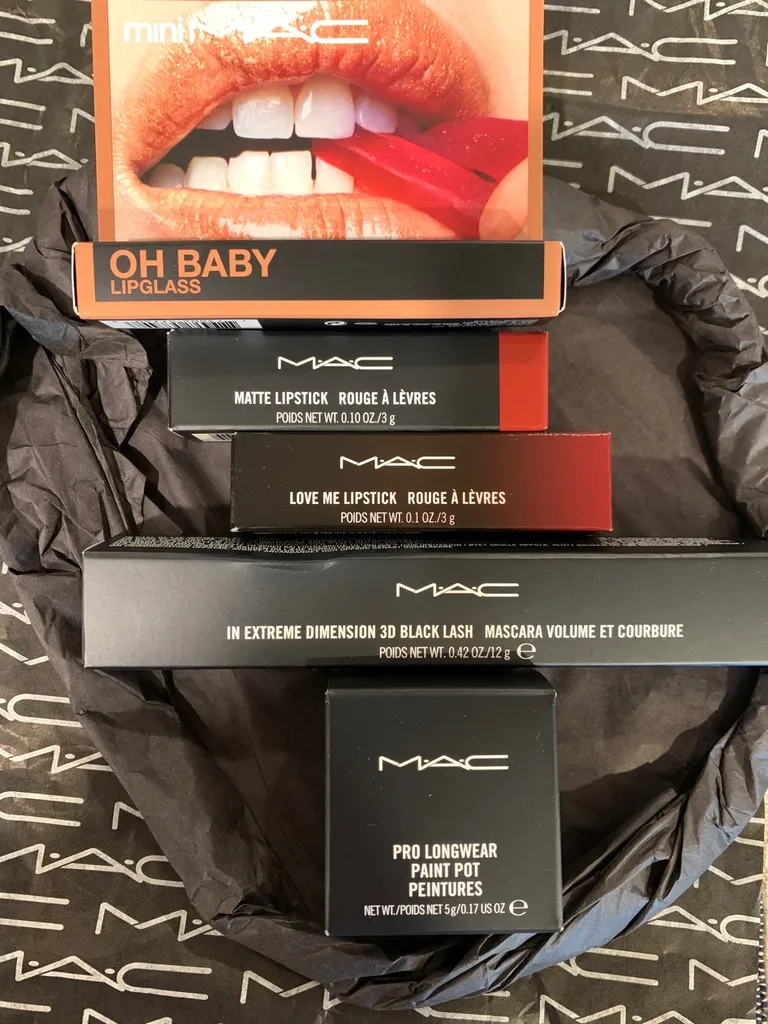 mini MAC
OH BABY
LIPGLASS
M·A·C
MATTE LIPSTICK ROUGE À LÈVRES
POIDS NET WT. 0.10 OZ./3 g
M·A·C
LOVE ME LIPSTICK ROUGE À LÈVRES
POIDS NET WT. 0.1 OZ./3 g
M·A·C
IN EXTREME DIMENSION 3D BLACK LASH MASCARA VOLUME ET COURBURE
POIDS NET WT. 0.42 OZ./12 g ℮
M·A·C
PRO LONGWEAR
PAINT POT
PEINTURES
NET WT./POIDS NET 5g/0.17 US OZ ℮